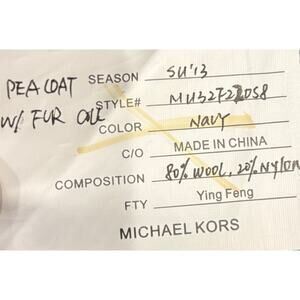 PEA COAT
W/ FUR
SEASON SU'13
STYLE# MU32722058
COLOR NAVY
C/O MADE IN CHINA
COMPOSITION 80% WOOL, 20% NYLON
FTY Ying Feng
MICHAEL KORS